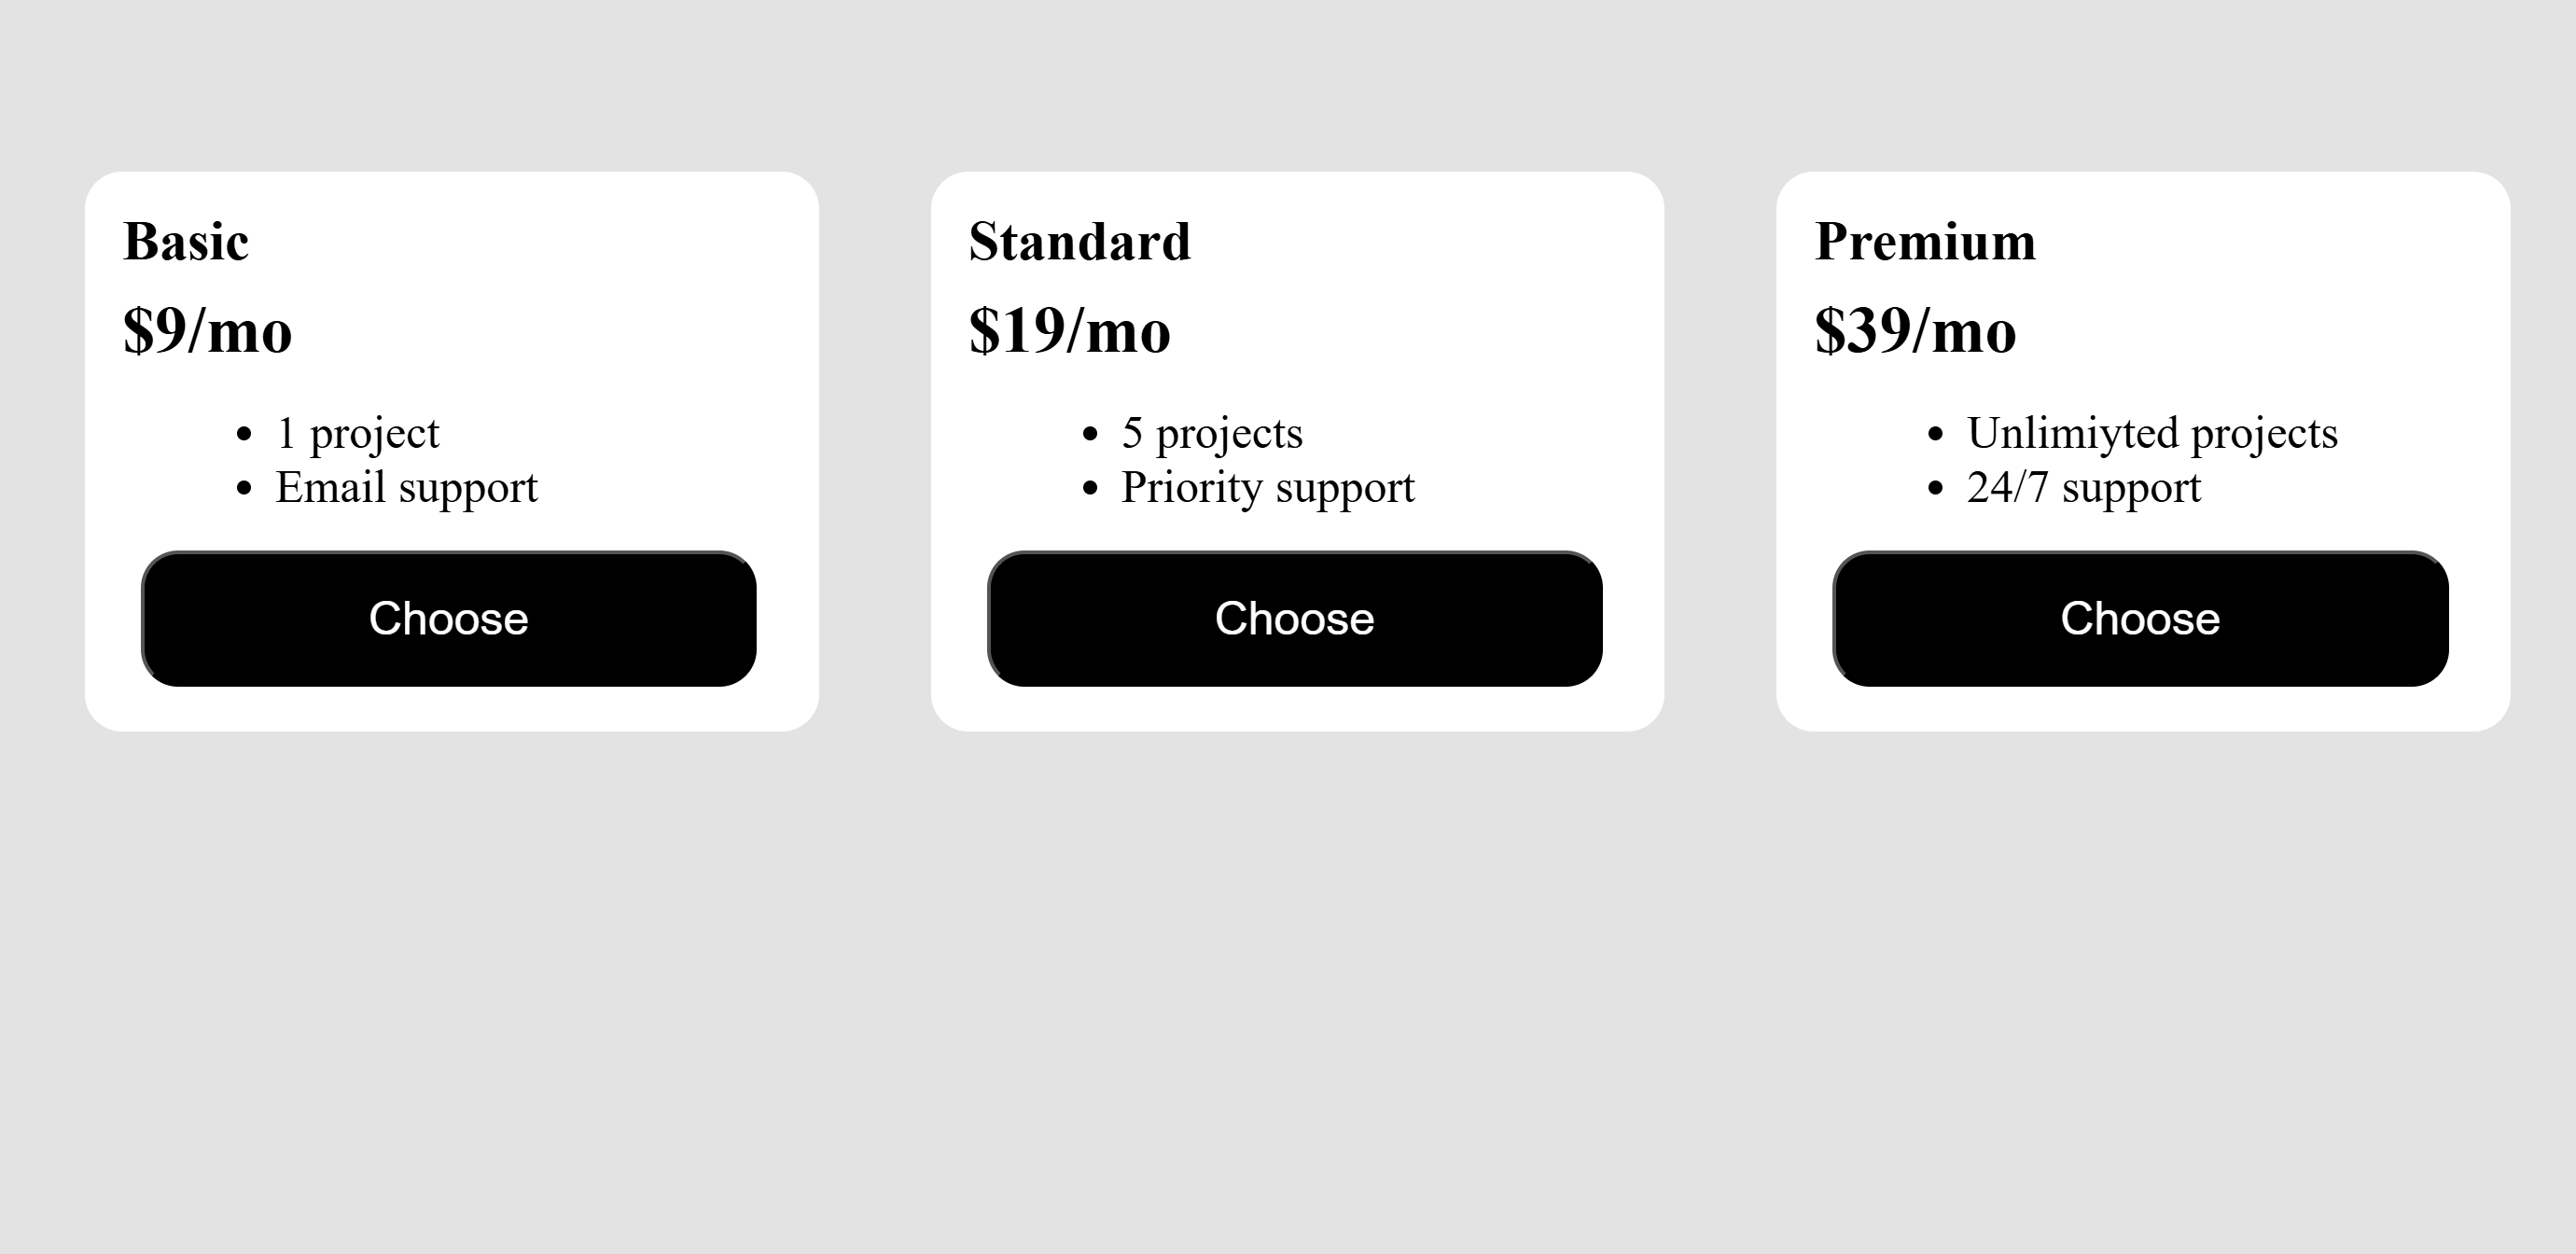 Basic
$9/mo
• 1 project
• Email support
Choose
Standard
$19/mo
• 5 projects
• Priority support
Choose
Premium
$39/mo
• Unlimiyted projects
• 24/7 support
Choose